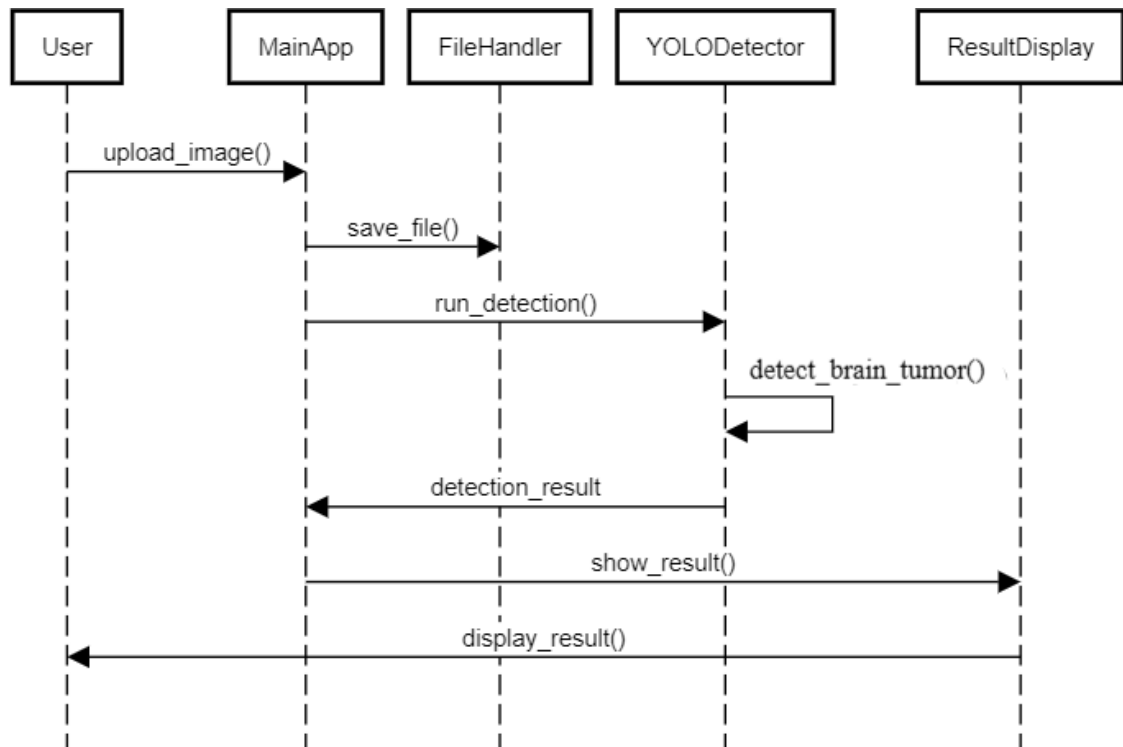 User
MainApp
FileHandler
YOLODetector
ResultDisplay
upload_image()
save_file()
run_detection()
detect_brain_tumor()
detection_result
show_result()
display_result()